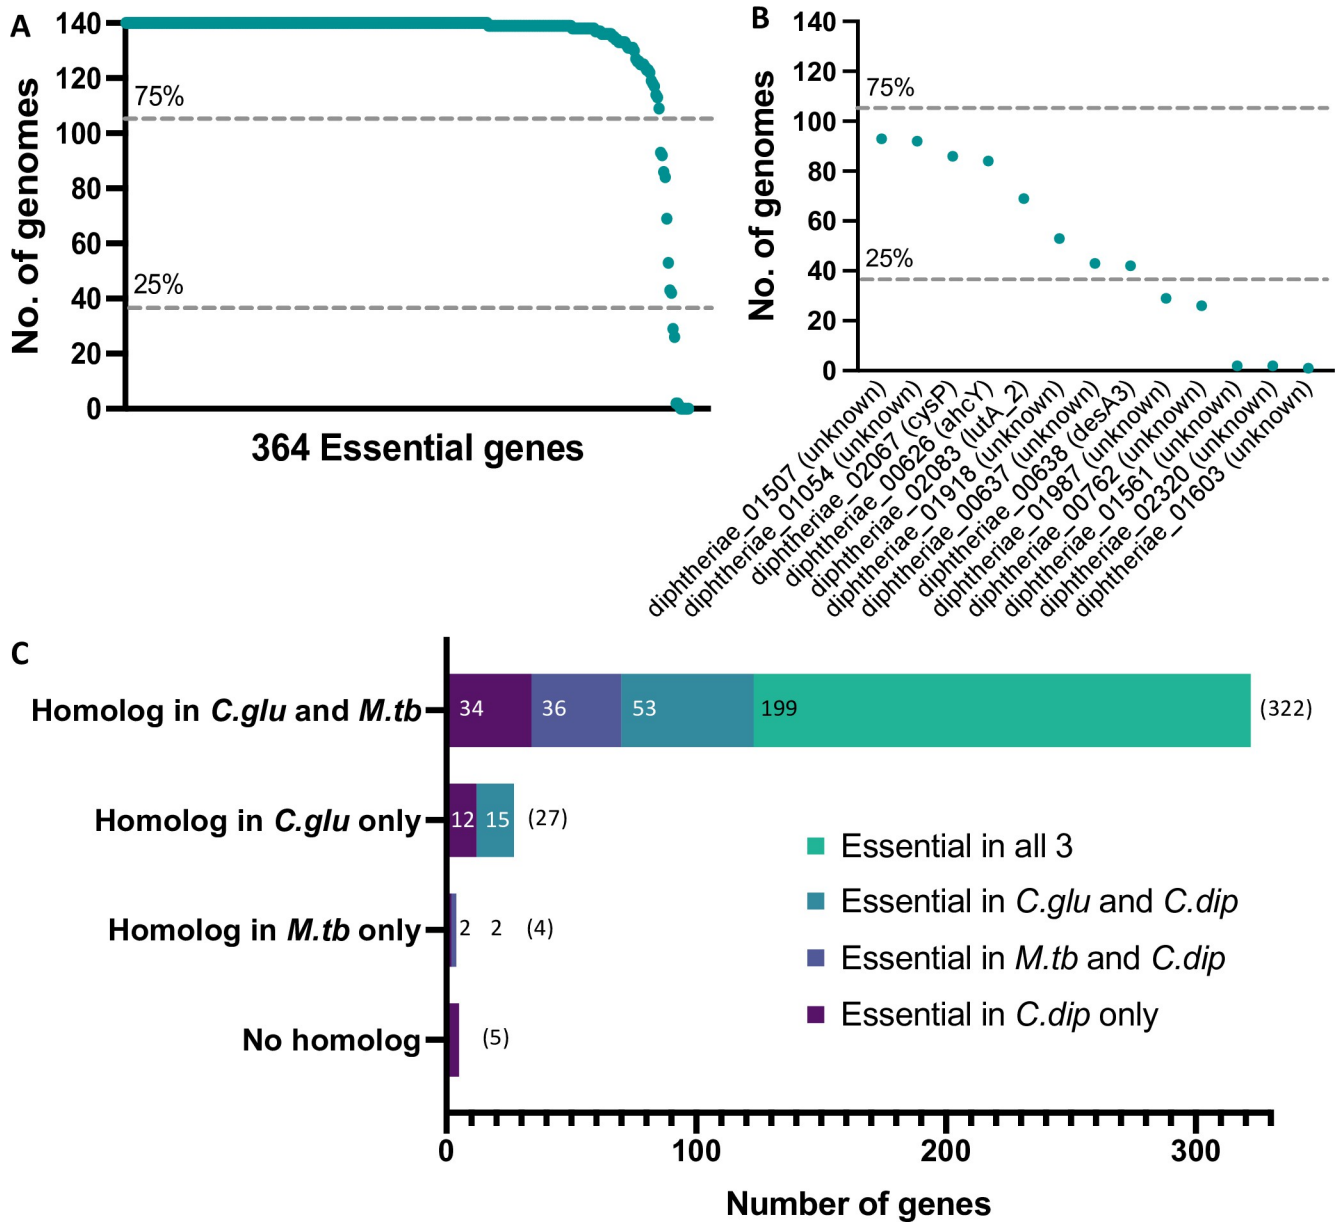 A
No. of genomes
140
120
100
80
60
40
20
0
75%
25%
364 Essential genes
B
No. of genomes
140
120
100
80
60
40
20
0
75%
25%
diphtheriae_01507 (unknown)
diphtheriae_01054 (unknown)
diphtheriae_02067 (cysP)
diphtheriae_00626 (ahcY)
diphtheriae_02083 (lutA_2)
diphtheriae_01918 (unknown)
diphtheriae_00637 (unknown)
diphtheriae_00638 (desA3)
diphtheriae_01987 (unknown)
diphtheriae_00762 (unknown)
diphtheriae_01561 (unknown)
diphtheriae_02320 (unknown)
diphtheriae_01603 (unknown)
C
Homolog in C.glu and M.tb
34 36 53 199 (322)
Homolog in C.glu only
12 15 (27)
Homolog in M.tb only
2 2 (4)
No homolog
(5)
Essential in all 3
Essential in C.glu and C.dip
Essential in M.tb and C.dip
Essential in C.dip only
0 100 200 300
Number of genes